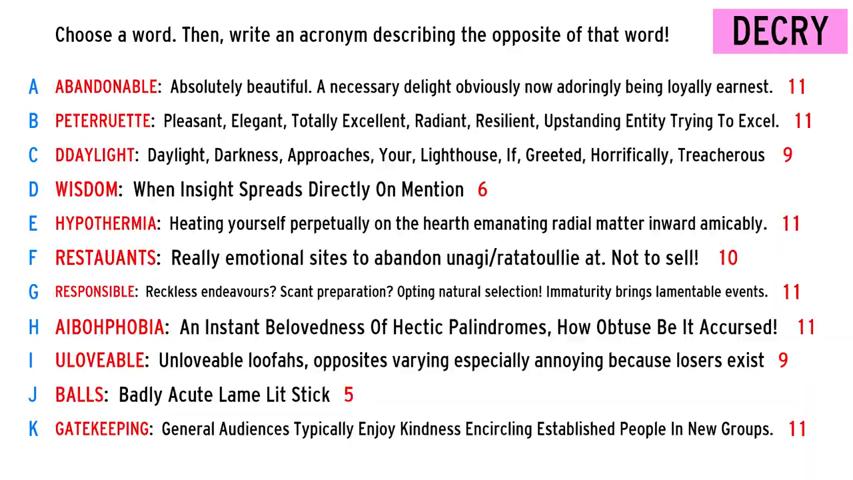 Choose a word. Then, write an acronym describing the opposite of that word!
DECRY
A ABANDONABLE: Absolutely beautiful. A necessary delight obviously now adoringly being loyally earnest. 11
B PETERRUETTE: Pleasant, Elegant, Totally Excellent, Radiant, Resilient, Upstanding Entity Trying To Excel. 11
C DDAYLIGHT: Daylight, Darkness, Approaches, Your, Lighthouse, If, Greeted, Horrifically, Treacherous 9
D WISDOM: When Insight Spreads Directly On Mention 6
E HYPOTHERMIA: Heating yourself perpetually on the hearth emanating radial matter inward amicably. 11
F RESTAUANTS: Really emotional sites to abandon unagi/ratatoullie at. Not to sell! 10
G RESPONSIBLE: Reckless endeavours? Scant preparation? Opting natural selection! Immaturity brings lamentable events. 11
H AIBOHPHOBIA: An Instant Belovedness Of Hectic Palindromes, How Obtuse Be It Accursed! 11
I ULOVEABLE: Unloveable loofahs, opposites varying especially annoying because losers exist 9
J BALLS: Badly Acute Lame Lit Stick 5
K GATEKEEPING: General Audiences Typically Enjoy Kindness Encircling Established People In New Groups. 11